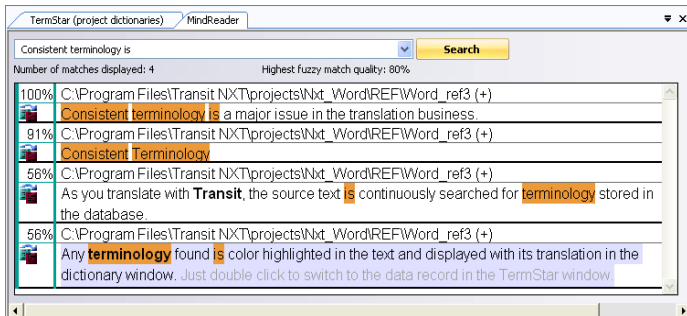 TermStar (project dictionaries) MindReader
Consistent terminology is Search
Number of matches displayed: 4 Highest fuzzy match quality: 80%
100% C:\Program Files\Transit NXT\projects\Nxt_Word\REF\Word_ref3 (+)
Consistent terminology is a major issue in the translation business.
91% C:\Program Files\Transit NXT\projects\Nxt_Word\REF\Word_ref3 (+)
Consistent Terminology
56% C:\Program Files\Transit NXT\projects\Nxt_Word\REF\Word_ref3 (+)
As you translate with Transit, the source text is continuously searched for terminology stored in
the database.
56% C:\Program Files\Transit NXT\projects\Nxt_Word\REF\Word_ref3 (+)
Any terminology found is color highlighted in the text and displayed with its translation in the
dictionary window. Just double click to switch to the data record in the TermStar window.